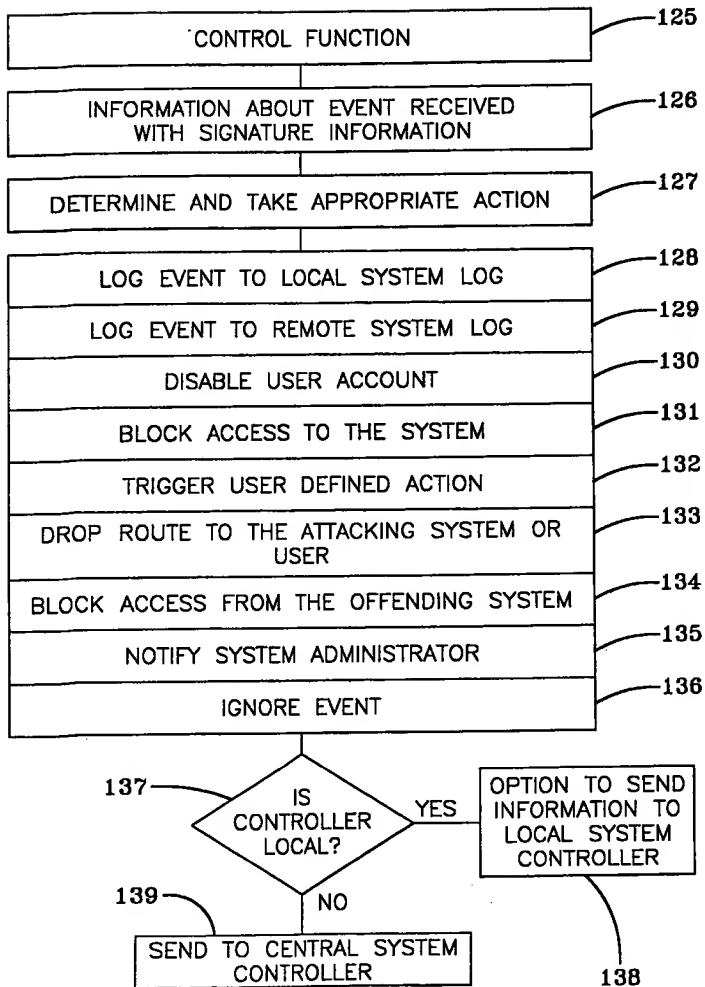 CONTROL FUNCTION
125
INFORMATION ABOUT EVENT RECEIVED
WITH SIGNATURE INFORMATION
126
DETERMINE AND TAKE APPROPRIATE ACTION
127
LOG EVENT TO LOCAL SYSTEM LOG
128
LOG EVENT TO REMOTE SYSTEM LOG
129
DISABLE USER ACCOUNT
130
BLOCK ACCESS TO THE SYSTEM
131
TRIGGER USER DEFINED ACTION
132
DROP ROUTE TO THE ATTACKING SYSTEM OR
USER
133
BLOCK ACCESS FROM THE OFFENDING SYSTEM
134
NOTIFY SYSTEM ADMINISTRATOR
135
IGNORE EVENT
136
137
IS
CONTROLLER
LOCAL?
YES
OPTION TO SEND
INFORMATION TO
LOCAL SYSTEM
CONTROLLER
138
NO
139
SEND TO CENTRAL SYSTEM
CONTROLLER